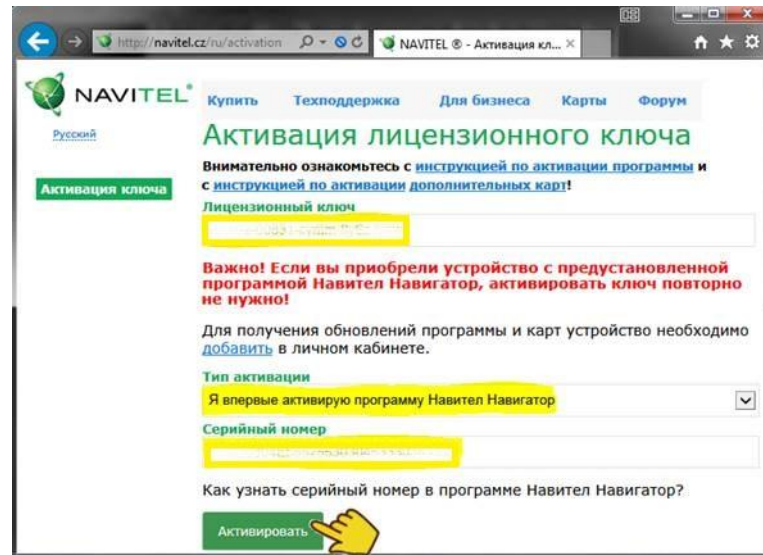 http://navitel.cz/ru/activation
NAVITEL ® - Активация кл...
NAVITEL®
Купить Техподдержка Для бизнеса Карты Форум
Русский
Активация лицензионного ключа
Внимательно ознакомьтесь с инструкцией по активации программы и
с инструкцией по активации дополнительных карт!
Активация ключа
Лицензионный ключ
Важно! Если вы приобрели устройство с предустановленной
программой Навител Навигатор, активировать ключ повторно
не нужно!
Для получения обновлений программы и карт устройство необходимо
добавить в личном кабинете.
Тип активации
Я впервые активирую программу Навител Навигатор
Серийный номер
Как узнать серийный номер в программе Навител Навигатор?
Активировать